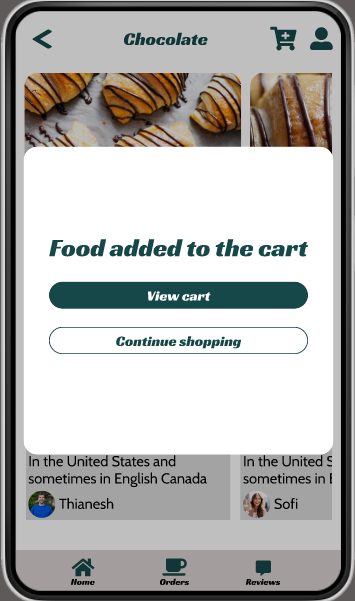 Chocolate
Food added to the cart
View cart
Continue shopping
In the United States and
sometimes in English Canada
Thianesh
In the United S
sometimes in E
Sofi
Home
Orders
Reviews